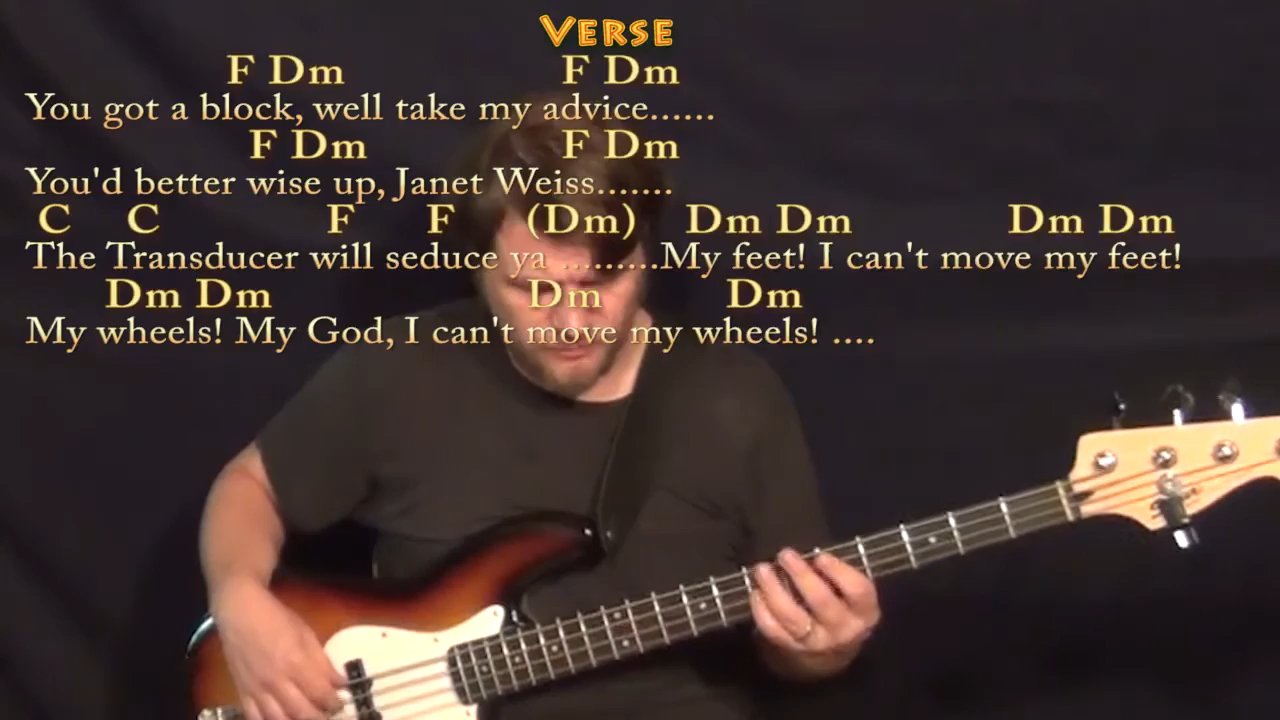 VERSE
F Dm F Dm
You got a block, well take my advice......
F Dm F Dm
You'd better wise up, Janet Weiss.......
C C F F (Dm) Dm Dm Dm Dm
The Transducer will seduce ya .........My feet! I can't move my feet!
Dm Dm Dm Dm
My wheels! My God, I can't move my wheels! ....